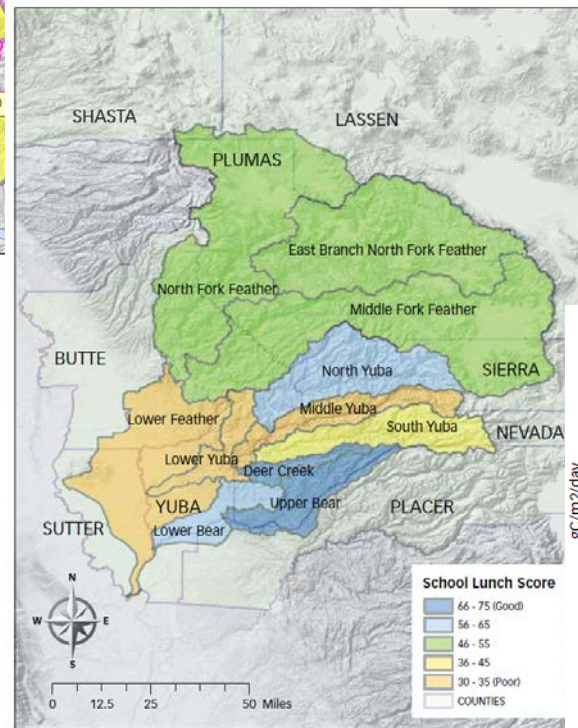 SHASTA
LASSEN
PLUMAS
East Branch North Fork Feather
North Fork Feather
Middle Fork Feather
BUTTE
North Yuba
SIERRA
Lower Feather
Middle Yuba
South Yuba
NEVADA
Lower Yuba
Deer Creek
YUBA
Upper Bear
PLACER
SUTTER
Lower Bear
gC/m2/day
N
W
E
S
0 12.5 25 50 Miles
School Lunch Score
66 - 75 (Good)
56 - 65
46 - 55
36 - 45
30 - 35 (Poor)
COUNTIES